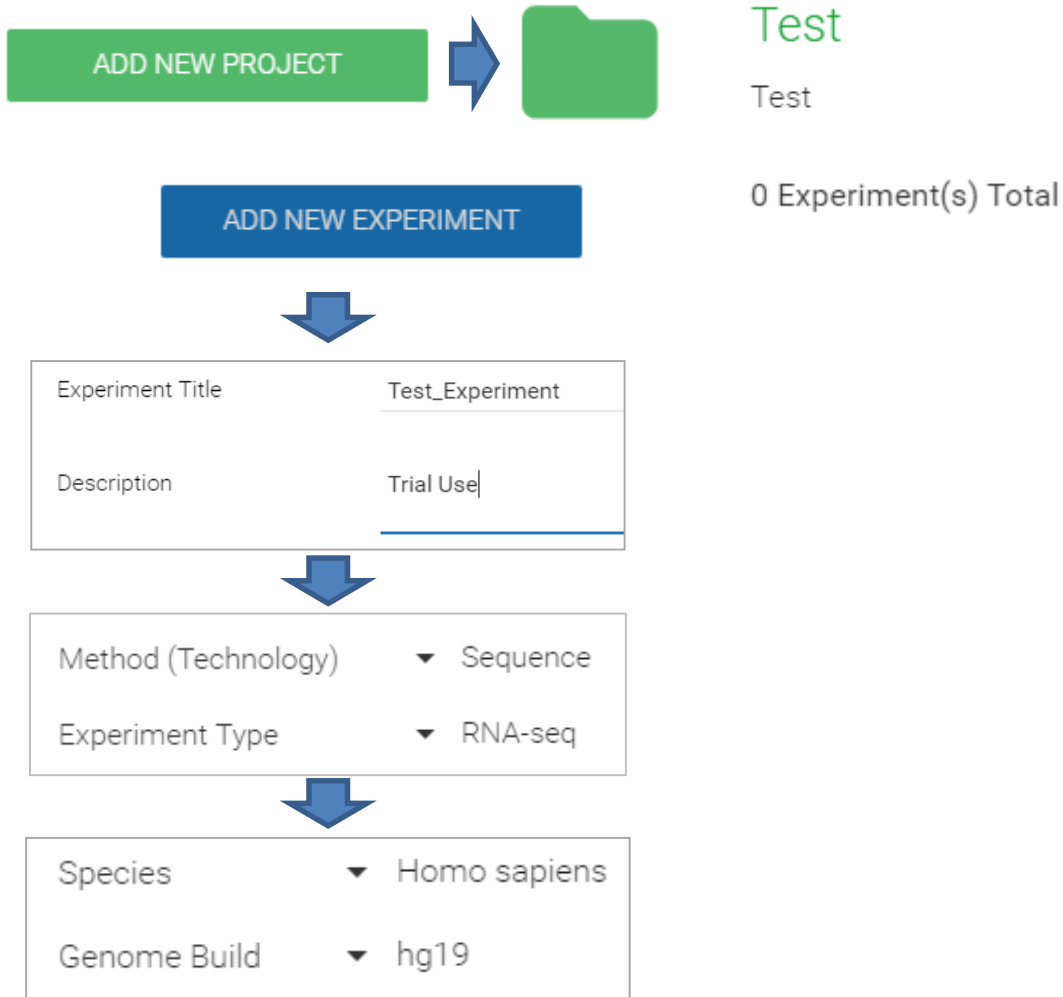 ADD NEW PROJECT
Test
Test
0 Experiment(s) Total
ADD NEW EXPERIMENT
Experiment Title Test_Experiment
Description Trial Use
Method (Technology) Sequence
Experiment Type RNA-seq
Species Homo sapiens
Genome Build hg19